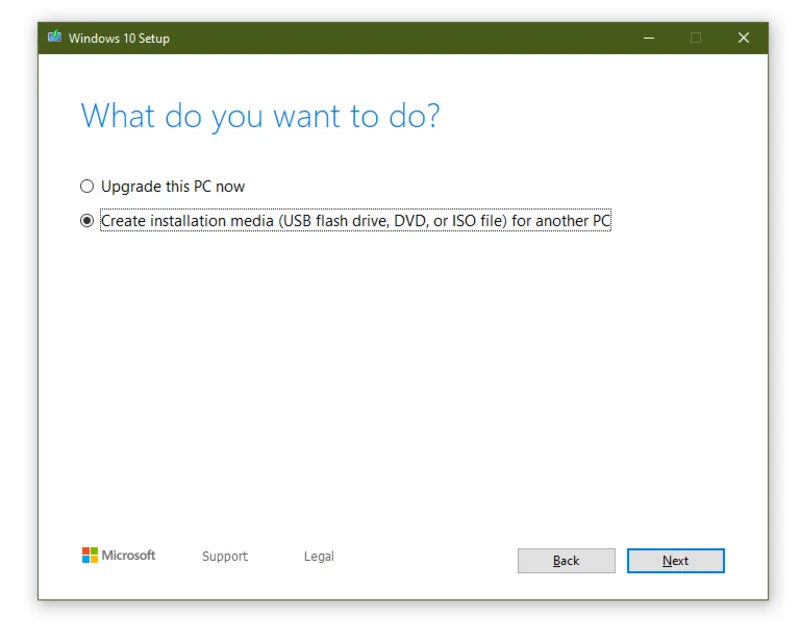 Windows 10 Setup
What do you want to do?
Upgrade this PC now
Create installation media (USB flash drive, DVD, or ISO file) for another PC
Microsoft Support Legal Back Next